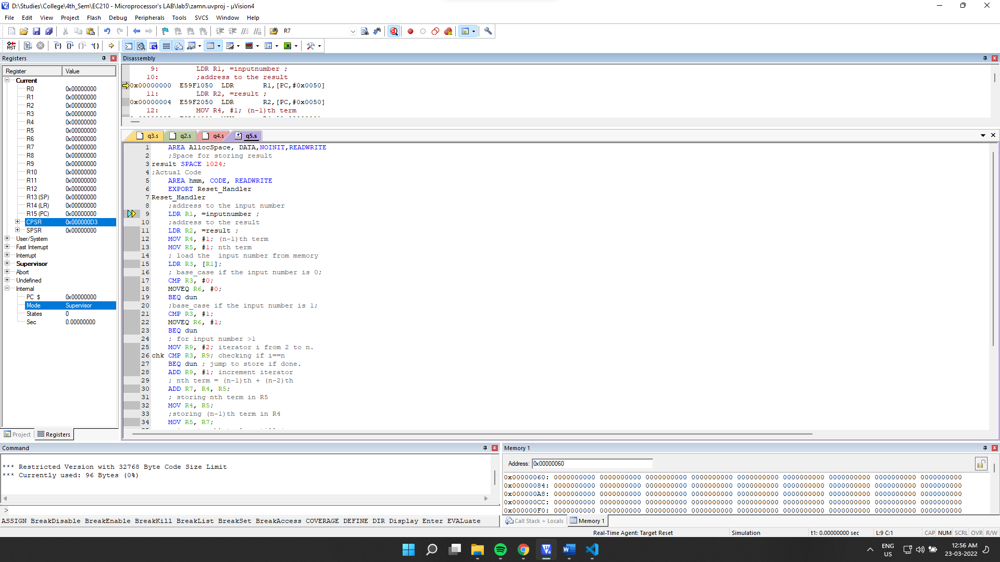 D:\Studies\College\4th_Sem\EC210 - Microprocessor's LAB\lab5\zamn.uvproj - µVision4
File Edit View Project Flash Debug Peripherals Tools SVCS Window Help
R7
Registers
Register Value
Current
R0 0x00000000
R1 0x00000000
R2 0x00000000
R3 0x00000000
R4 0x00000000
R5 0x00000000
R6 0x00000000
R7 0x00000000
R8 0x00000000
R9 0x00000000
R10 0x00000000
R11 0x00000000
R12 0x00000000
R13 (SP) 0x00000000
R14 (LR) 0x00000000
R15 (PC) 0x00000000
CPSR 0x000000D3
SPSR 0x00000000
User/System
Fast Interrupt
Interrupt
Supervisor
Abort
Undefined
Internal
PC $ 0x00000000
Mode Supervisor
States 0
Sec 0.00000000
Project Registers
Disassembly
9: LDR R1, =inputnumber ;
10: ;address to the result
0x00000000 E59F1050 LDR R1,[PC,#0x0050]
11: LDR R2, =result ;
0x00000004 E59F2050 LDR R2,[PC,#0x0050]
12: MOV R4, #1; (n-1)th term
q3.s q2.s q4.s q5.s
1 AREA AllocSpace, DATA,NOINIT,READWRITE
2 ;Space for storing result
3 result SPACE 1024;
4 ;Actual Code
5 AREA hmm, CODE, READWRITE
6 EXPORT Reset_Handler
7 Reset_Handler
8 ;address to the input number
9 LDR R1, =inputnumber ;
10 ;address to the result
11 LDR R2, =result ;
12 MOV R4, #1; (n-1)th term
13 MOV R5, #1; nth term
14 ; load the  input number from memory
15 LDR R3, [R1];
16 ; base_case if the input number is 0;
17 CMP R3, #0;
18 MOVEQ R6, #0;
19 BEQ dun
20 ;base_case if the input number is 1;
21 CMP R3, #1;
22 MOVEQ R6, #1;
23 BEQ dun
24 ; for input number >1
25 MOV R9, #2; iterator i from 2 to n.
26 chk CMP R3, R9; checking if i==n
27 BEQ dun ; jump to store if done.
28 ADD R9, #1; increment iterator
29 ; nth term = (n-1)th + (n-2)th
30 ADD R7, R4, R5;
31 ; storing nth term in R5
32 MOV R4, R5;
33 ;storing (n-1)th term in R4
34 MOV R5, R7;
Command
*** Restricted Version with 32768 Byte Code Size Limit
*** Currently used: 96 Bytes (0%)
>
ASSIGN BreakDisable BreakEnable BreakKill BreakList BreakSet BreakAccess COVERAGE DEFINE DIR Display Enter EVALuate
Memory 1
Address: 0x00000060
0x00000060: 0000000000 0000000000 0000000000 0000000000 0000000000 0000000000 0000000000 0000000000 0000000000
0x00000084: 0000000000 0000000000 0000000000 0000000000 0000000000 0000000000 0000000000 0000000000 0000000000
0x000000A8: 0000000000 0000000000 0000000000 0000000000 0000000000 0000000000 0000000000 0000000000 0000000000
0x000000CC: 0000000000 0000000000 0000000000 0000000000 0000000000 0000000000 0000000000 0000000000 0000000000
0x000000F0: 0000000000 0000000000 0000000000 0000000000 0000000000 0000000000 0000000000 0000000000 0000000000
Call Stack + Locals Memory 1
Real-Time Agent: Target Reset Simulation t1: 0.00000000 sec L:9 C:1 CAP NUM SCRL OVR R/W
ENG
US
12:56 AM
23-03-2022